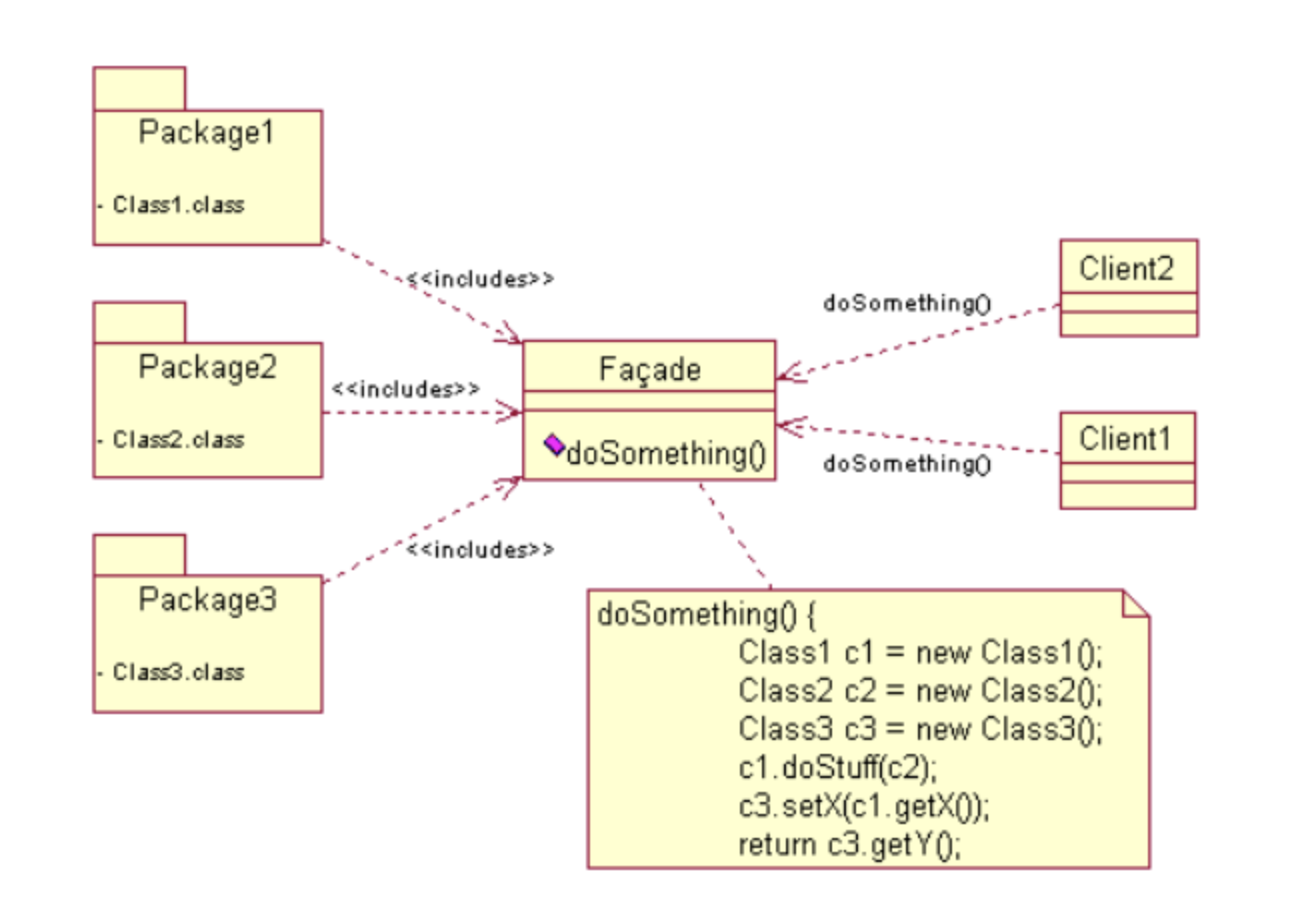 Package1
- Class1.class
<<includes>>
Package2
- Class2.class
<<includes>>
Package3
- Class3.class
<<includes>>
Façade
doSomething()
Client2
doSomething()
Client1
doSomething()
doSomething() {
Class1 c1 = new Class1();
Class2 c2 = new Class2();
Class3 c3 = new Class3();
c1.doStuff(c2);
c3.setX(c1.getX());
return c3.getY();